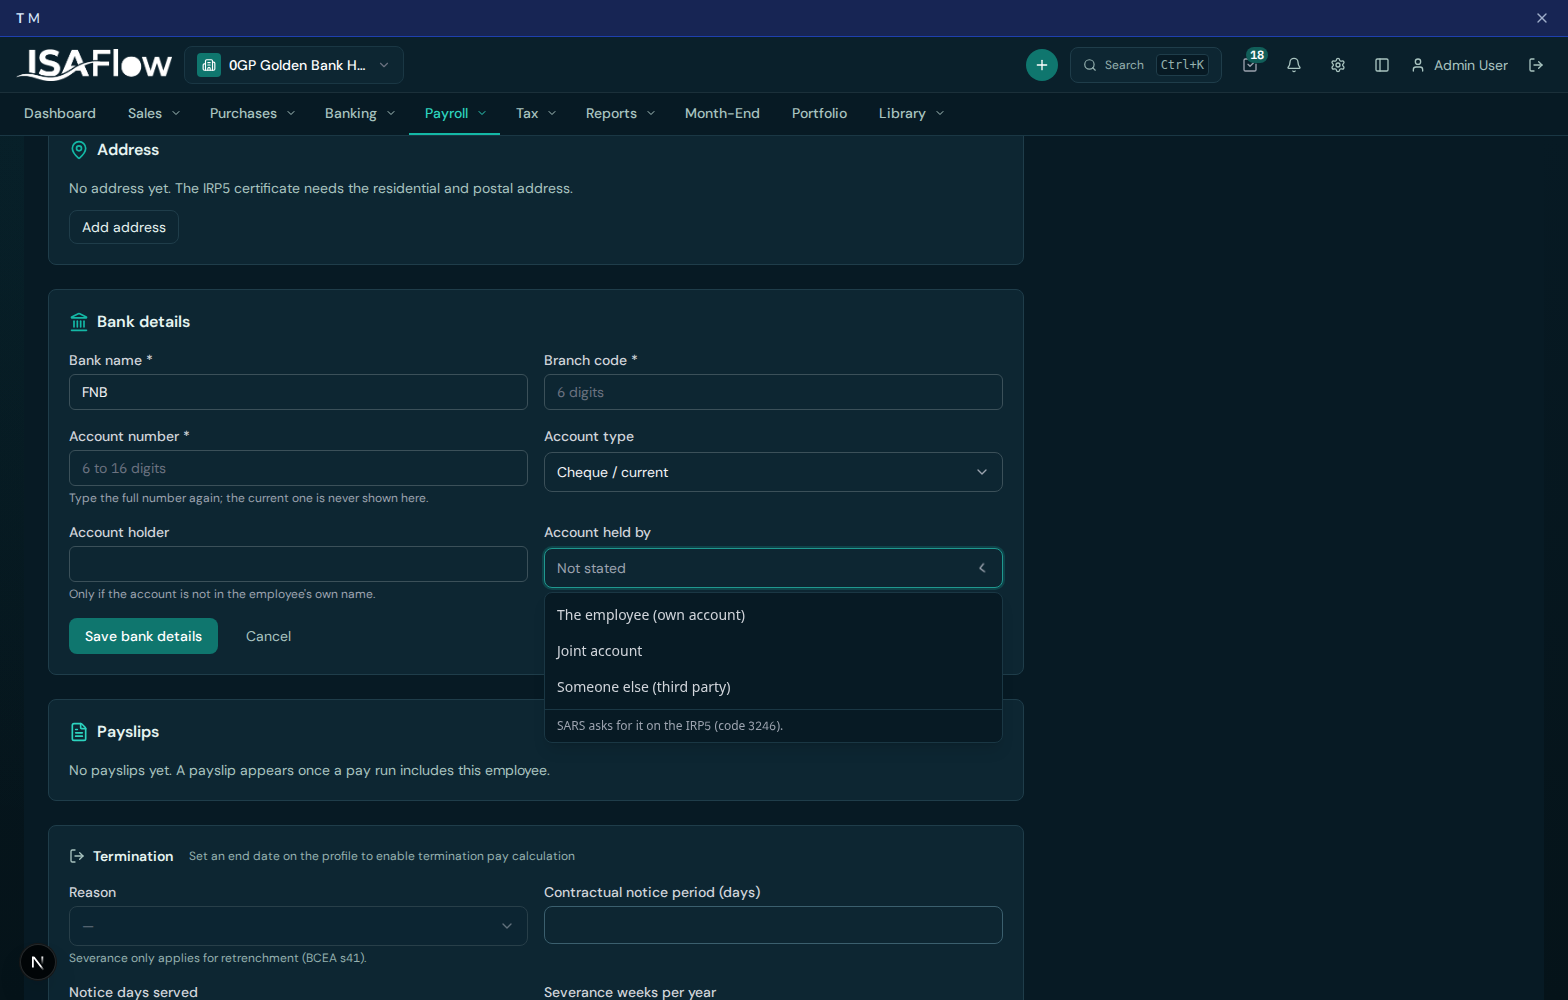 T M
ISAFlow
0GP Golden Bank H...
Search Ctrl+K
18
Admin User
Dashboard Sales Purchases Banking Payroll Tax Reports Month-End Portfolio Library
Address
No address yet. The IRP5 certificate needs the residential and postal address.
Add address
Bank details
Bank name * Branch code *
FNB 6 digits
Account number * Account type
6 to 16 digits Cheque / current
Type the full number again; the current one is never shown here.
Account holder Account held by
Not stated
Only if the account is not in the employee's own name.
The employee (own account)
Save bank details Cancel
Joint account
Someone else (third party)
SARS asks for it on the IRP5 (code 3246).
Payslips
No payslips yet. A payslip appears once a pay run includes this employee.
Termination Set an end date on the profile to enable termination pay calculation
Reason Contractual notice period (days)
—
Severance only applies for retrenchment (BCEA s41).
N
Notice days served Severance weeks per year